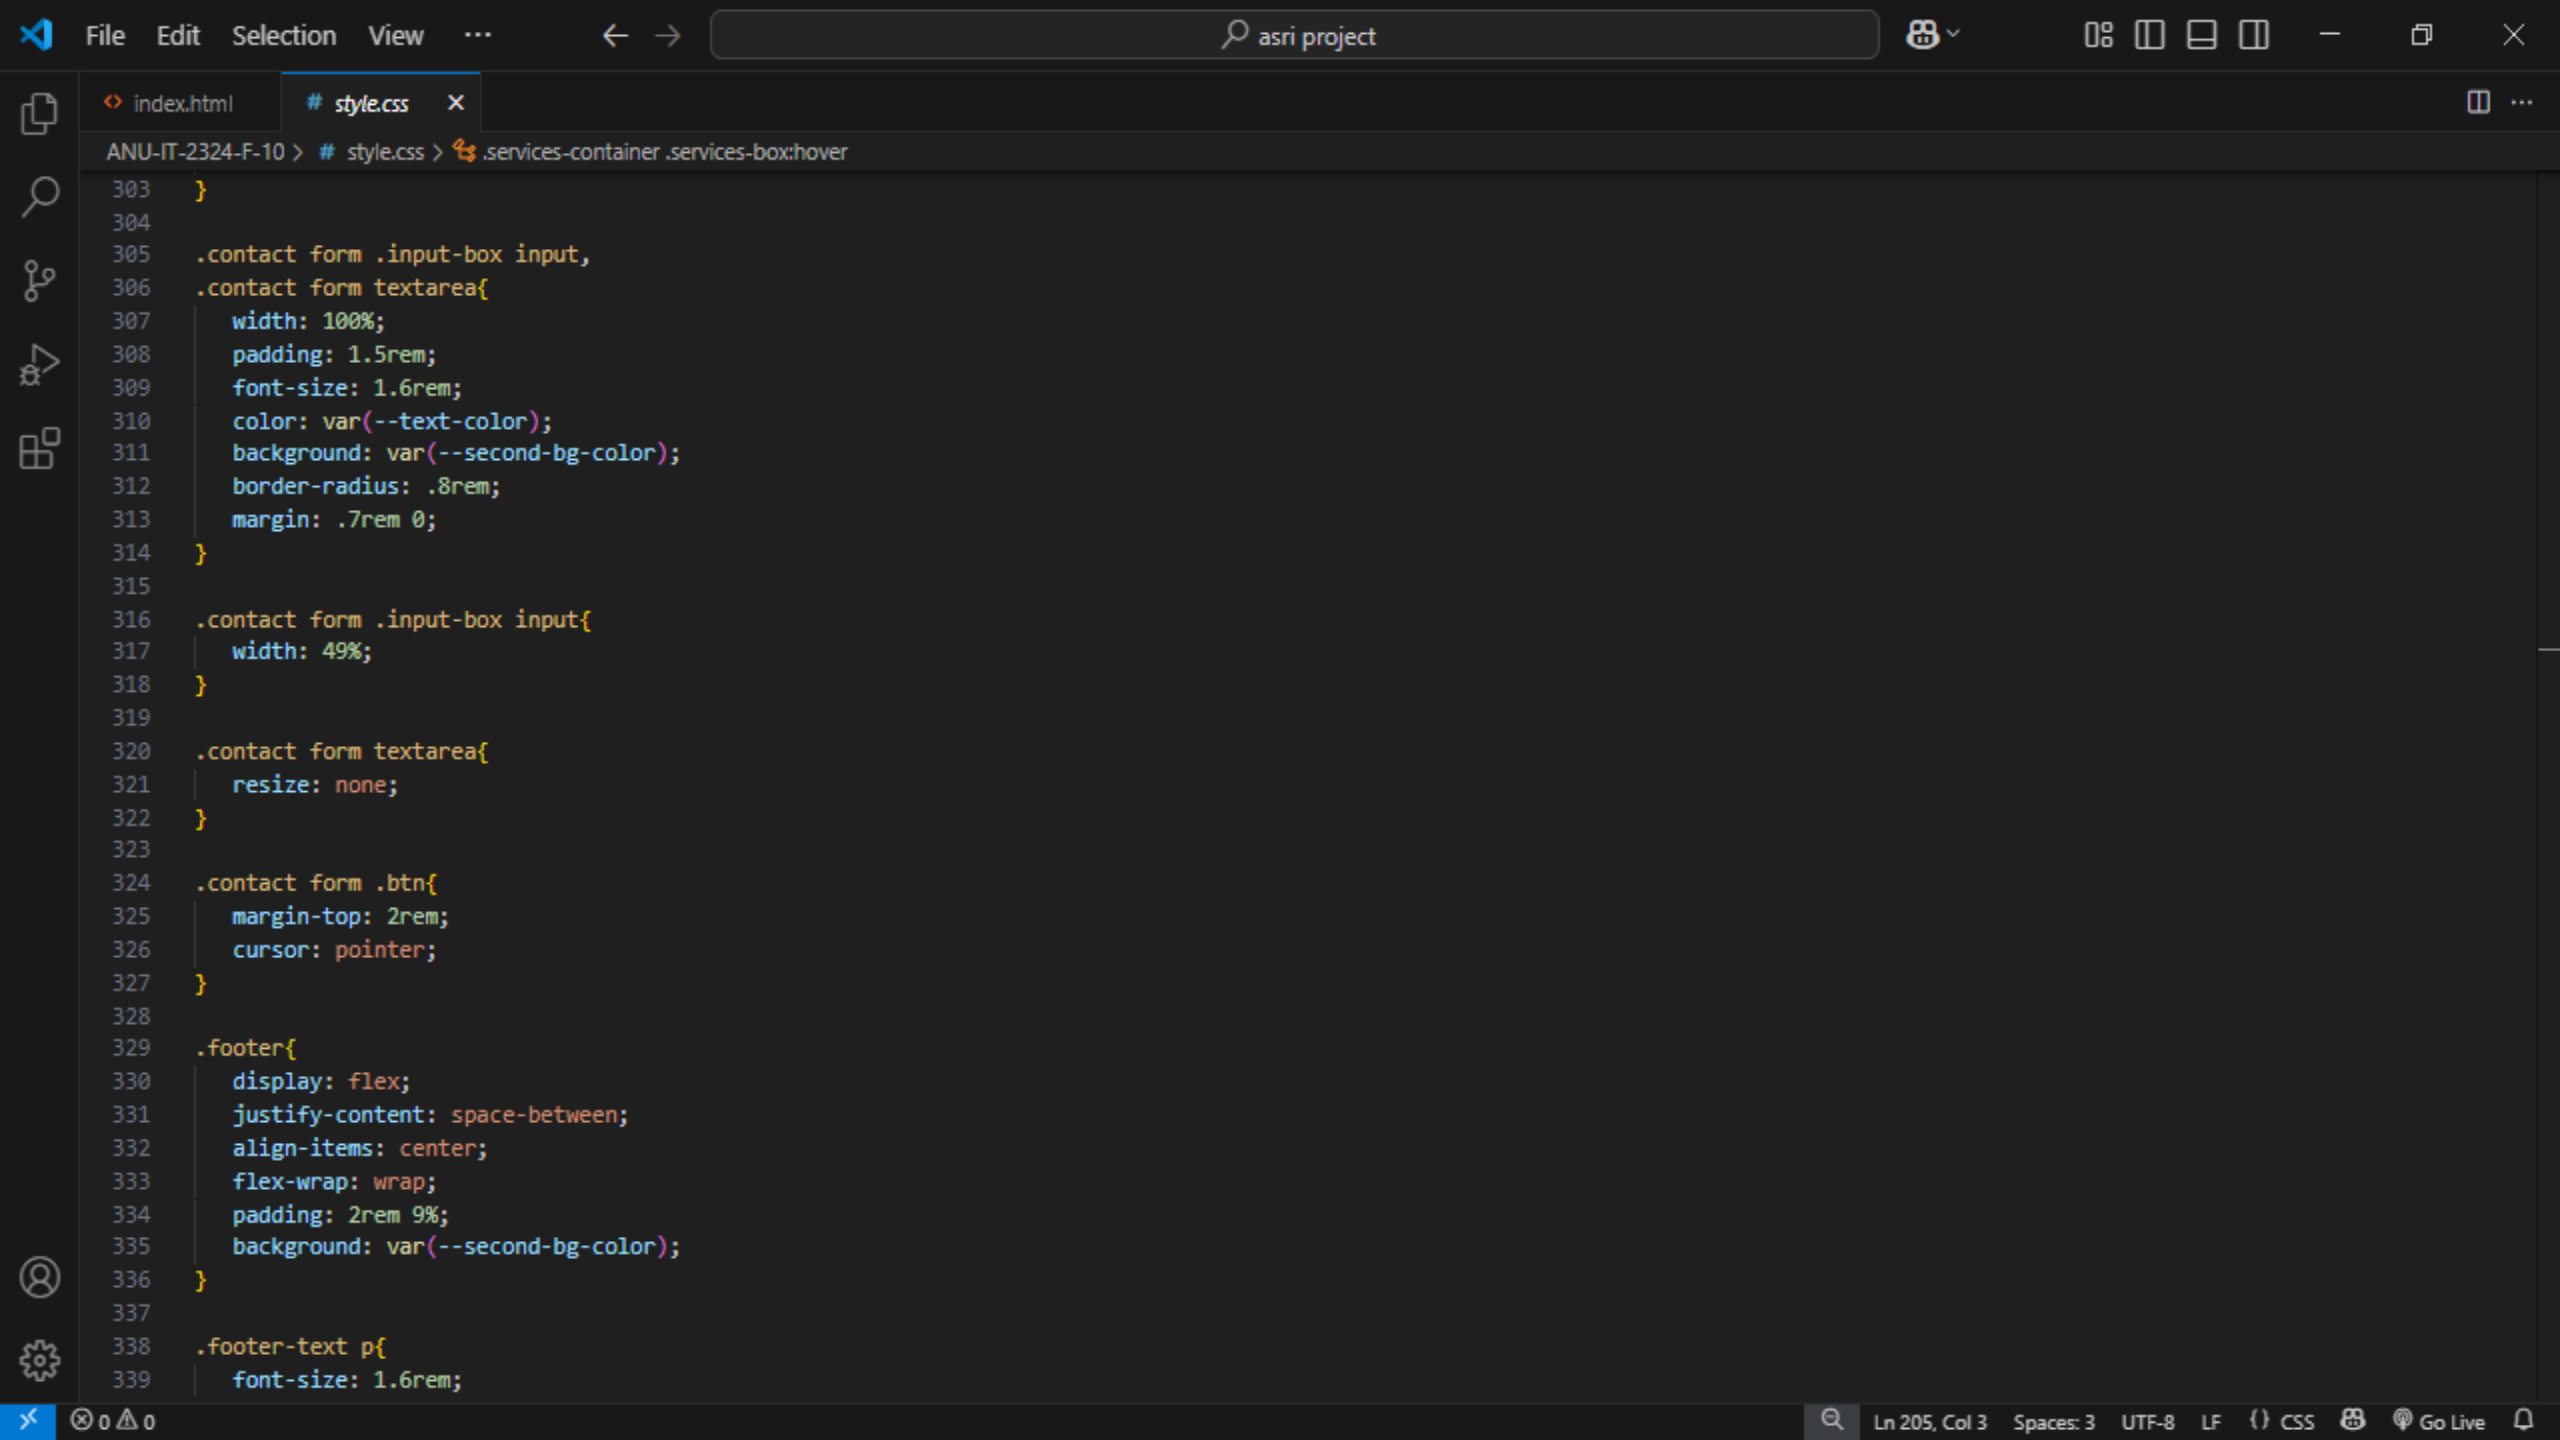 File Edit Selection View ··· asri project
index.html # style.css
ANU-IT-2324-F-10 > # style.css > .services-container .services-box:hover
303 }
304
305 .contact form .input-box input,
306 .contact form textarea{
307 width: 100%;
308 padding: 1.5rem;
309 font-size: 1.6rem;
310 color: var(--text-color);
311 background: var(--second-bg-color);
312 border-radius: .8rem;
313 margin: .7rem 0;
314 }
315
316 .contact form .input-box input{
317 width: 49%;
318 }
319
320 .contact form textarea{
321 resize: none;
322 }
323
324 .contact form .btn{
325 margin-top: 2rem;
326 cursor: pointer;
327 }
328
329 .footer{
330 display: flex;
331 justify-content: space-between;
332 align-items: center;
333 flex-wrap: wrap;
334 padding: 2rem 9%;
335 background: var(--second-bg-color);
336 }
337
338 .footer-text p{
339 font-size: 1.6rem;
0 0 Ln 205, Col 3 Spaces: 3 UTF-8 LF {} CSS Go Live